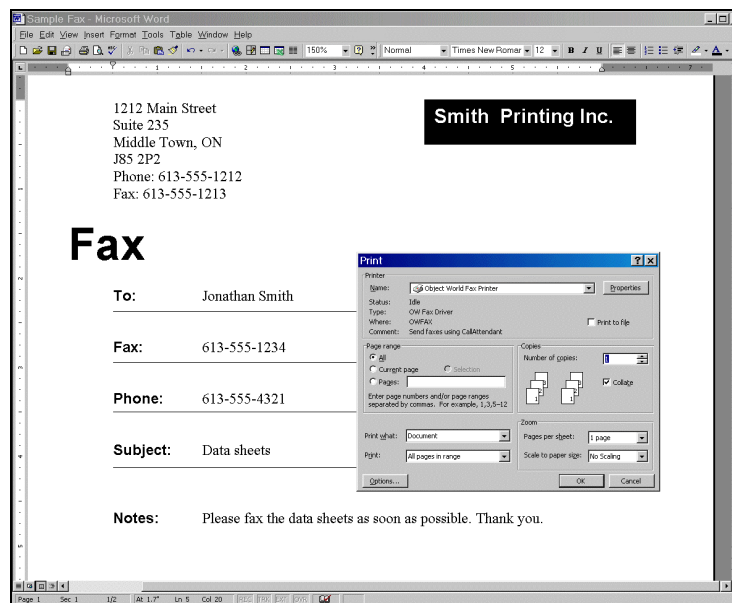 Sample Fax - Microsoft Word
File Edit View Insert Format Tools Table Window Help
150% Normal Times New Romar 12 B I U
1212 Main Street
Suite 235
Middle Town, ON
J85 2P2
Phone: 613-555-1212
Fax: 613-555-1213
Smith Printing Inc.
Fax
To: Jonathan Smith
Fax: 613-555-1234
Phone: 613-555-4321
Subject: Data sheets
Notes: Please fax the data sheets as soon as possible. Thank you.
Print
Printer
Name: Object World Fax Printer Properties
Status: Idle
Type: OW Fax Driver
Where: OWFAX Print to file
Comment: Send faxes using CallAttendant
Page range
All
Current page Selection
Pages:
Enter page numbers and/or page ranges
separated by commas. For example, 1,3,5-12
Copies
Number of copies: 1
Collate
Print what: Document
Print: All pages in range
Zoom
Pages per sheet: 1 page
Scale to paper size: No Scaling
Options... OK Cancel
Page 1 Sec 1 1/2 At 1.7" Ln 5 Col 20 REC TRK EXT OVR